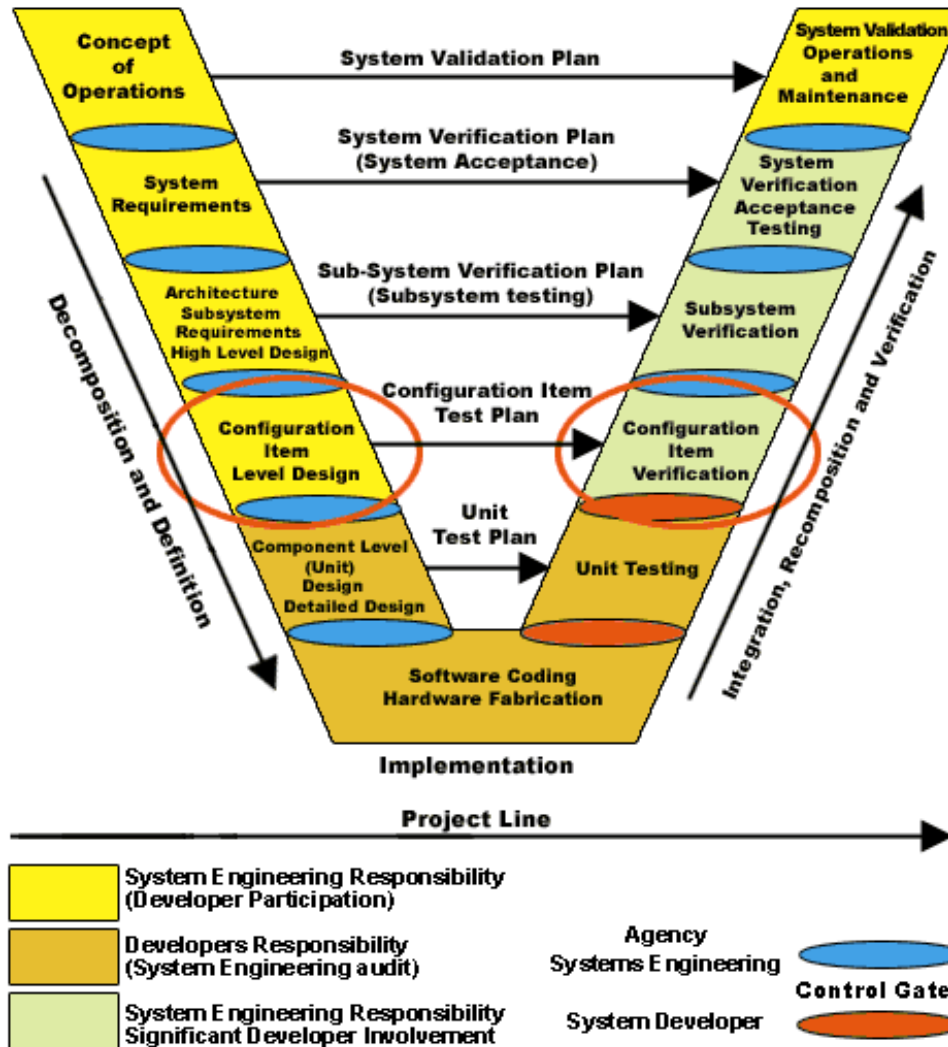 Concept
of
Operations
System Validation Plan
System Validation
Operations
and
Maintenance
System Verification Plan
(System Acceptance)
System
Requirements
System
Verification
Acceptance
Testing
Sub-System Verification Plan
(Subsystem testing)
Architecture
Subsystem
Requirements
High Level Design
Subsystem
Verification
Decomposition and Definition
Integration, Recomposition and Verification
Configuration Item
Test Plan
Configuration
Item
Level Design
Configuration
Item
Verification
Unit
Test Plan
Component Level
(Unit)
Design
Detailed Design
Unit Testing
Software Coding
Hardware Fabrication
Implementation
Project Line
System Engineering Responsibility
(Developer Participation)
Developers Responsibility
(System Engineering audit)
System Engineering Responsibility
Significant Developer Involvement
Agency
Systems Engineering
Control Gate
System Developer